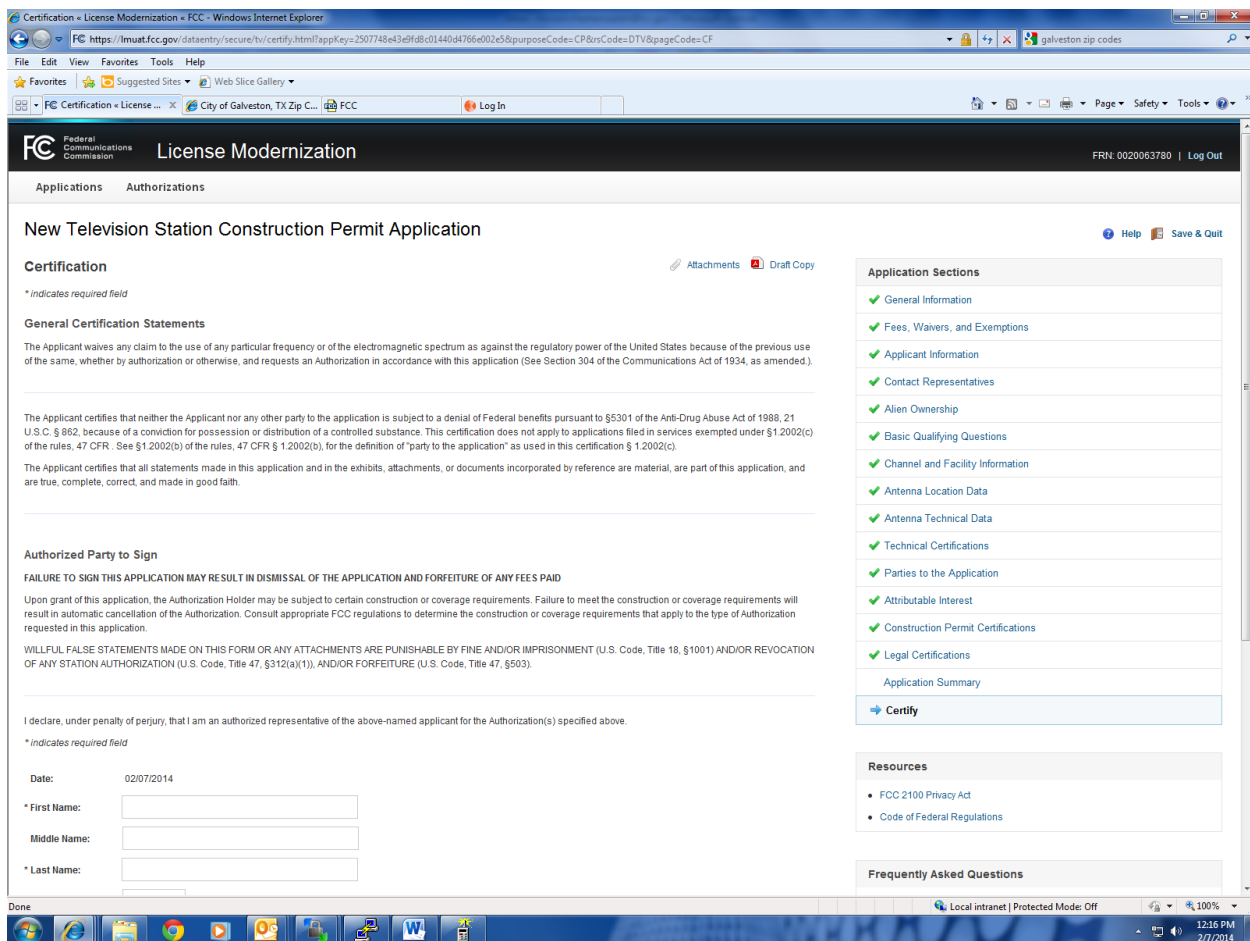 Certification « License Modernization « FCC - Windows Internet Explorer
https://lmuat.fcc.gov/dataentry/secure/tv/certify.html?appKey=2507748e43e9fd8c01440d4766e002e5&purposeCode=CP&rsCode=DTV&pageCode=CF
galveston zip codes
File Edit View Favorites Tools Help
Favorites Suggested Sites Web Slice Gallery
Certification « License ... X City of Galveston, TX Zip C... FCC Log In Page Safety Tools
FC Federal Communications Commission License Modernization
FRN: 0020063780 | Log Out
Applications Authorizations
New Television Station Construction Permit Application
Help Save & Quit
Certification
Attachments Draft Copy
* indicates required field
General Certification Statements
The Applicant waives any claim to the use of any particular frequency or of the electromagnetic spectrum as against the regulatory power of the United States because of the previous use
of the same, whether by authorization or otherwise, and requests an Authorization in accordance with this application (See Section 304 of the Communications Act of 1934, as amended.).
The Applicant certifies that neither the Applicant nor any other party to the application is subject to a denial of Federal benefits pursuant to §5301 of the Anti-Drug Abuse Act of 1988, 21
U.S.C. § 862, because of a conviction for possession or distribution of a controlled substance. This certification does not apply to applications filed in services exempted under §1.2002(c)
of the rules, 47 CFR . See §1.2002(b) of the rules, 47 CFR § 1.2002(b), for the definition of "party to the application" as used in this certification § 1.2002(c).
The Applicant certifies that all statements made in this application and in the exhibits, attachments, or documents incorporated by reference are material, are part of this application, and
are true, complete, correct, and made in good faith.
Authorized Party to Sign
FAILURE TO SIGN THIS APPLICATION MAY RESULT IN DISMISSAL OF THE APPLICATION AND FORFEITURE OF ANY FEES PAID
Upon grant of this application, the Authorization Holder may be subject to certain construction or coverage requirements. Failure to meet the construction or coverage requirements will
result in automatic cancellation of the Authorization. Consult appropriate FCC regulations to determine the construction or coverage requirements that apply to the type of Authorization
requested in this application.
WILLFUL FALSE STATEMENTS MADE ON THIS FORM OR ANY ATTACHMENTS ARE PUNISHABLE BY FINE AND/OR IMPRISONMENT (U.S. Code, Title 18, §1001) AND/OR REVOCATION
OF ANY STATION AUTHORIZATION (U.S. Code, Title 47, §312(a)(1)), AND/OR FORFEITURE (U.S. Code, Title 47, §503).
I declare, under penalty of perjury, that I am an authorized representative of the above-named applicant for the Authorization(s) specified above.
* indicates required field
Date: 02/07/2014
* First Name:
Middle Name:
* Last Name:
Application Sections
General Information
Fees, Waivers, and Exemptions
Applicant Information
Contact Representatives
Alien Ownership
Basic Qualifying Questions
Channel and Facility Information
Antenna Location Data
Antenna Technical Data
Technical Certifications
Parties to the Application
Attributable Interest
Construction Permit Certifications
Legal Certifications
Application Summary
Certify
Resources
• FCC 2100 Privacy Act
• Code of Federal Regulations
Frequently Asked Questions
Done
Local intranet | Protected Mode: Off
100%
12:16 PM
2/7/2014